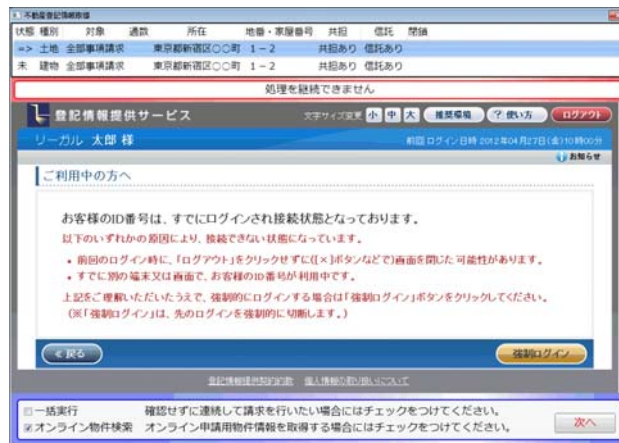 不動産登記情報取得
状態 種別 対象 通数 所在 地番・家屋番号 共担 信託 閉鎖
=> 土地 全部事項請求 東京都新宿区○○町 1－2 共担あり 信託あり
未 建物 全部事項請求 東京都新宿区○○町 1－2 共担あり 信託あり
処理を継続できません
登記情報提供サービス 文字サイズ変更 小 中 大 推奨環境 ? 使い方 ログアウト
リーガル 太郎 様 前回ログイン日時 2012年04月27日(金)10時00分
お知らせ
ご利用中の方へ
お客様のID番号は、すでにログインされ接続状態となっております。
以下のいずれかの原因により、接続できない状態になっています。
・前回のログイン時に、「ログアウト」をクリックせずに([×]ボタンなどで)画面を閉じた可能性があります。
・すでに別の端末又は画面で、お客様のID番号が利用中です。
上記をご理解いただいたうえで、強制的にログインする場合は「強制ログイン」ボタンをクリックしてください。
(※「強制ログイン」は、先のログインを強制的に切断します。)
≪戻る 強制ログイン
登記情報提供契約約款 個人情報の取り扱いについて
一括実行 確認せずに連続して請求を行いたい場合にはチェックをつけてください。
オンライン物件検索 オンライン申請用物件情報を取得する場合にはチェックをつけてください。
次へ